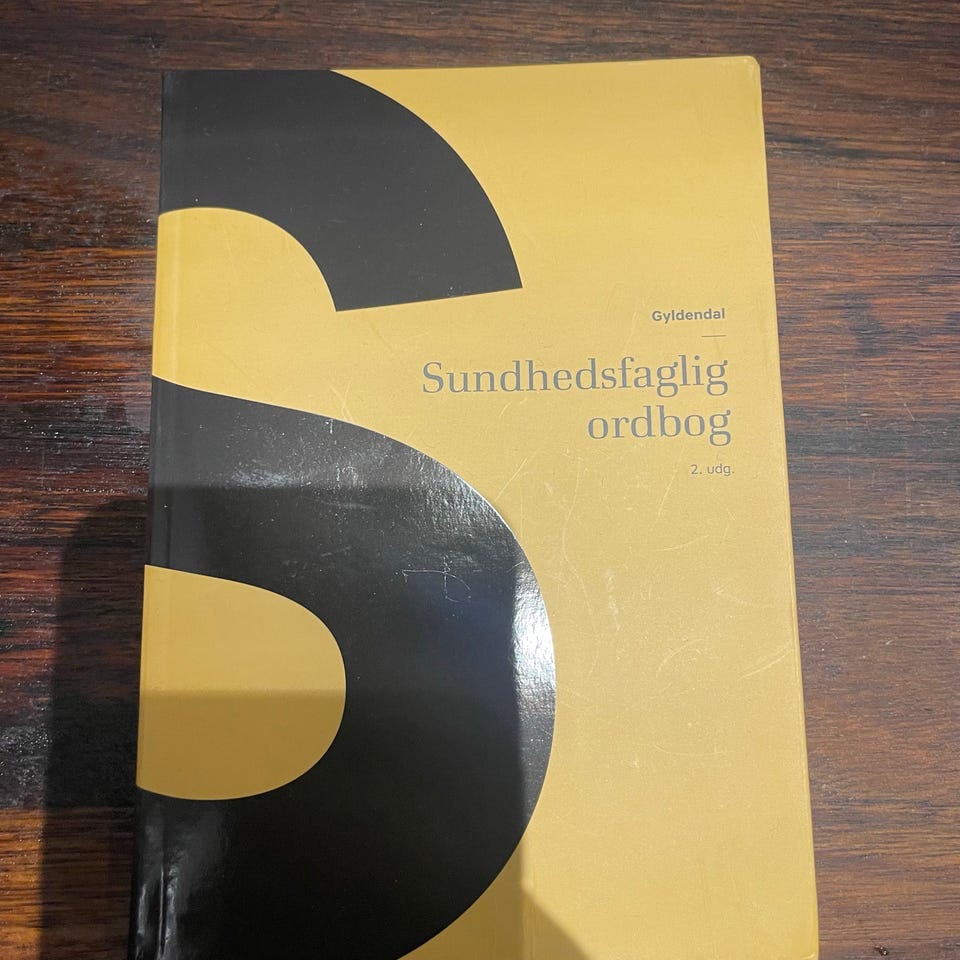 Gyldendal
Sundhedsfaglig
ordbog
2. udg.